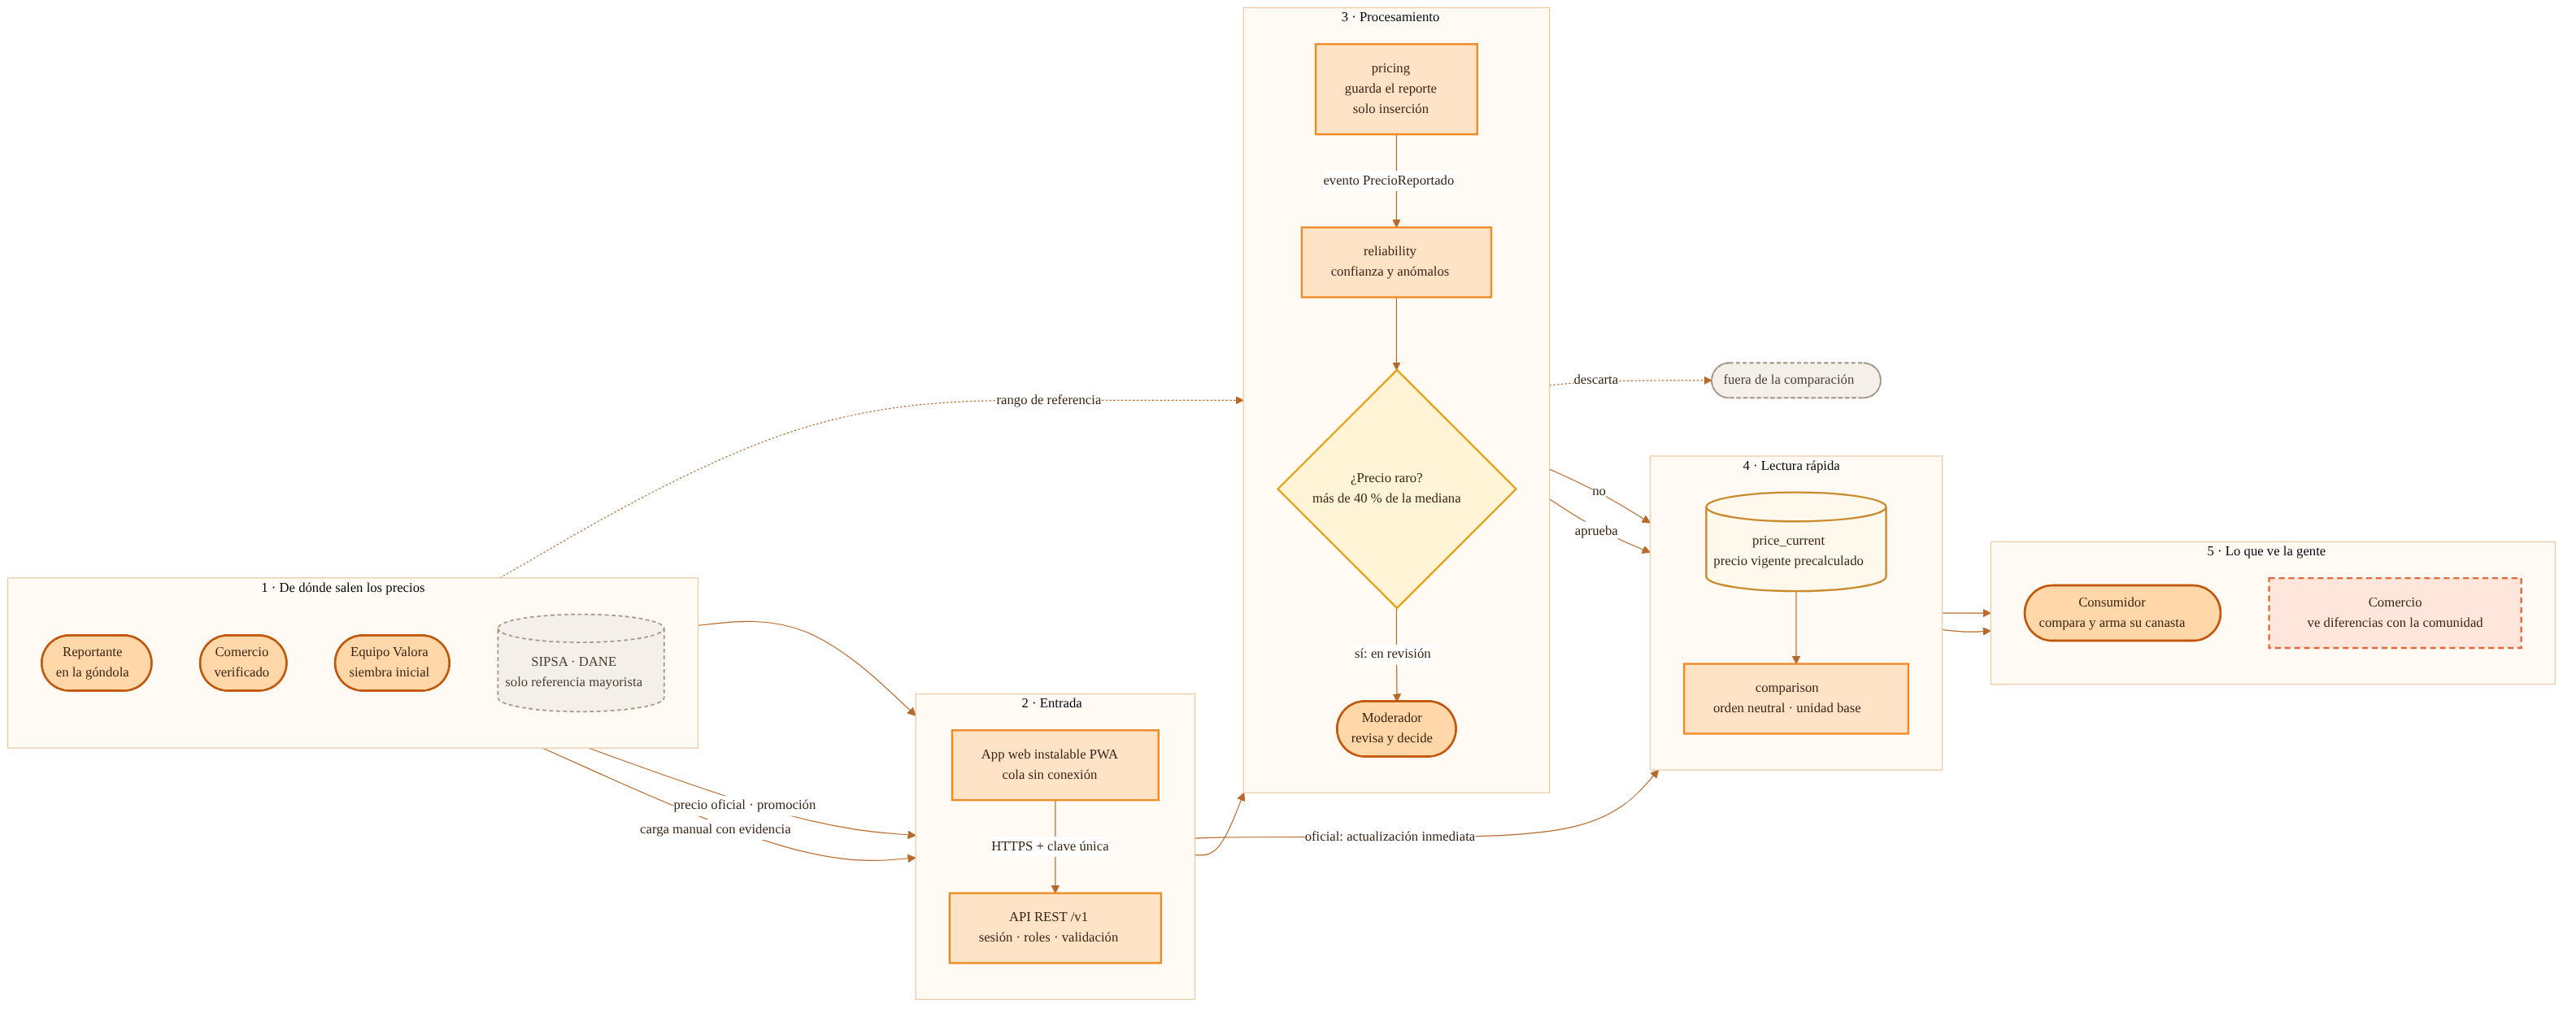 3 · Procesamiento
pricing
guarda el reporte
solo inserción
evento PrecioReportado
reliability
confianza y anómalos
descarta
fuera de la comparación
rango de referencia
¿Precio raro?
más de 40 % de la mediana
no
aprueba
sí: en revisión
Moderador
revisa y decide
4 · Lectura rápida
price_current
precio vigente precalculado
comparison
orden neutral · unidad base
5 · Lo que ve la gente
Consumidor
compara y arma su canasta
Comercio
ve diferencias con la comunidad
1 · De dónde salen los precios
Reportante
en la góndola
Comercio
verificado
Equipo Valora
siembra inicial
SIPSA · DANE
solo referencia mayorista
2 · Entrada
App web instalable PWA
cola sin conexión
precio oficial · promoción
carga manual con evidencia
HTTPS + clave única
oficial: actualización inmediata
API REST /v1
sesión · roles · validación